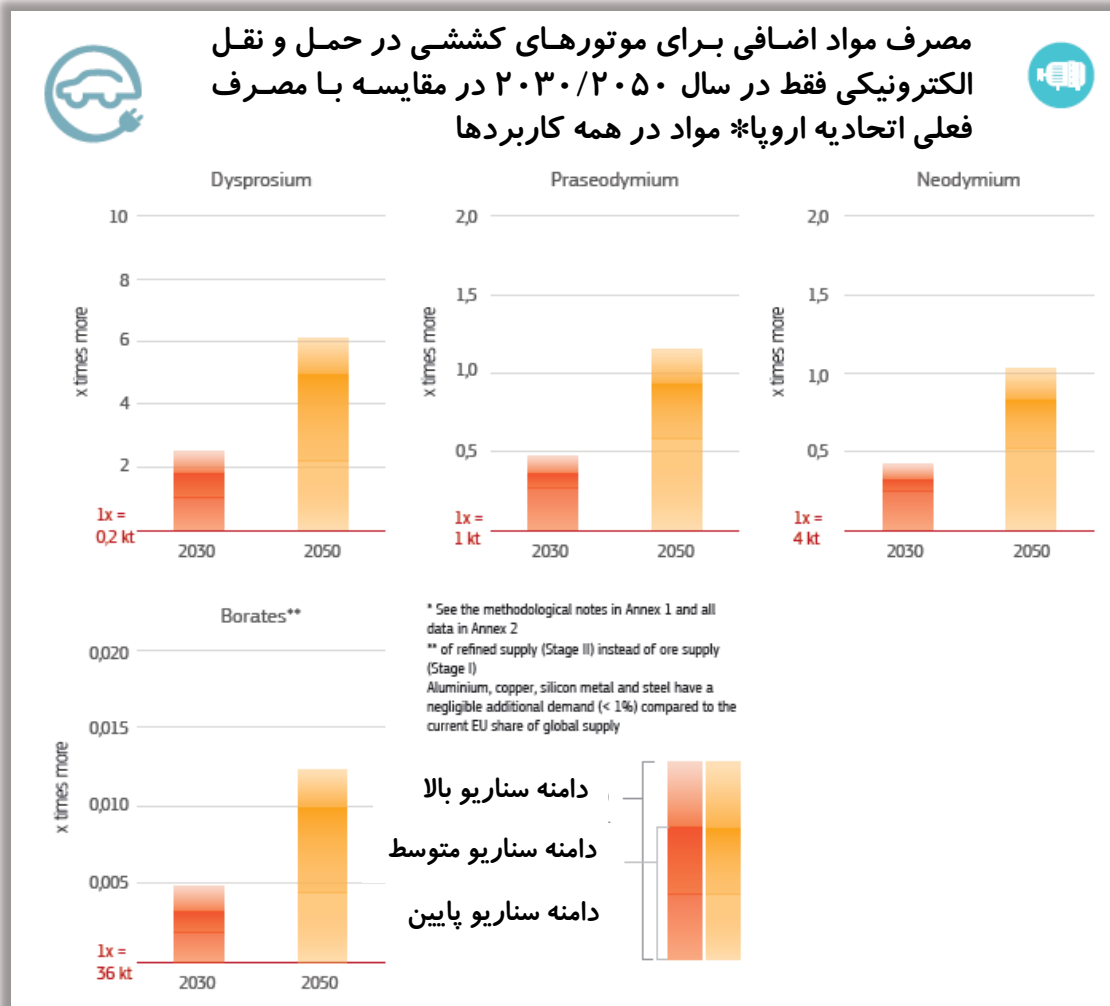 مصرف مواد اضافی برای موتورهای کششی در حمل و نقل
الکترونیکی فقط در سال ۲۰۳۰/۲۰۵۰ در مقایسه با مصرف
فعلی اتحادیه اروپا* مواد در همه کاربردها
Dysprosium
10
8
6
4
2
x times more
1x =
0,2 kt
2030
2050
Praseodymium
2,0
1,5
1,0
0,5
x times more
1x =
1 kt
2030
2050
Neodymium
2,0
1,5
1,0
0,5
x times more
1x =
4 kt
2030
2050
Borates**
0,020
0,015
0,010
0,005
x times more
1x =
36 kt
2030
2050
* See the methodological notes in Annex 1 and all
data in Annex 2
** of refined supply (Stage II) instead of ore supply
(Stage I)
Aluminium, copper, silicon metal and steel have a
negligible additional demand (< 1%) compared to the
current EU share of global supply
دامنه سناریو بالا
دامنه سناریو متوسط
دامنه سناریو پایین